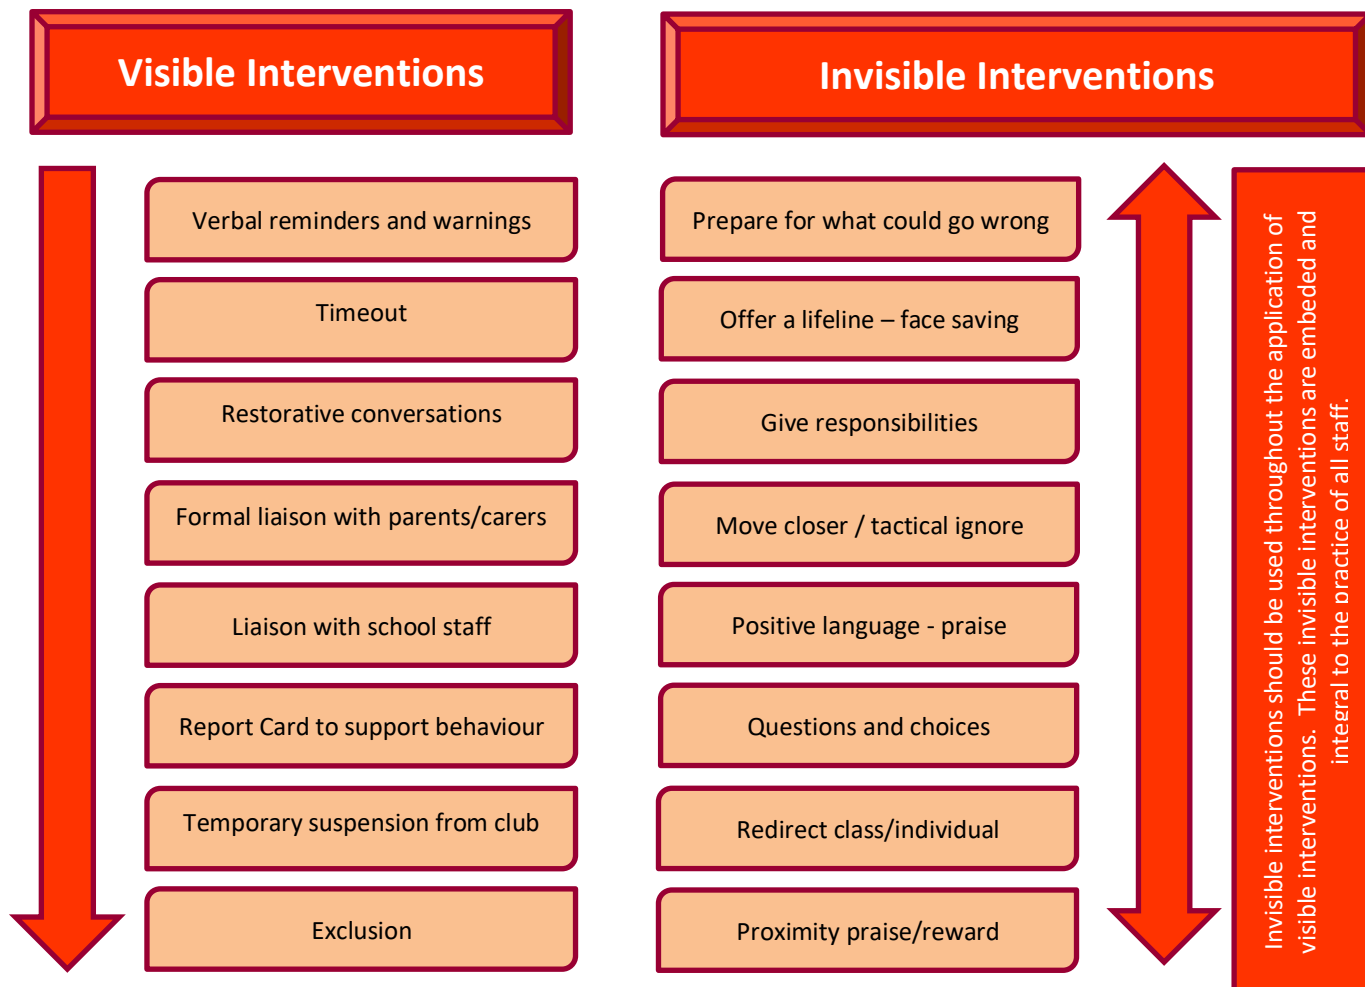 Visible Interventions
Verbal reminders and warnings
Timeout
Restorative conversations
Formal liaison with parents/carers
Liaison with school staff
Report Card to support behaviour
Temporary suspension from club
Exclusion
Invisible Interventions
Prepare for what could go wrong
Offer a lifeline – face saving
Give responsibilities
Move closer / tactical ignore
Positive language - praise
Questions and choices
Redirect class/individual
Proximity praise/reward
Invisible interventions should be used throughout the application of
visible interventions.  These invisible interventions are embeded and
integral to the practice of all staff.